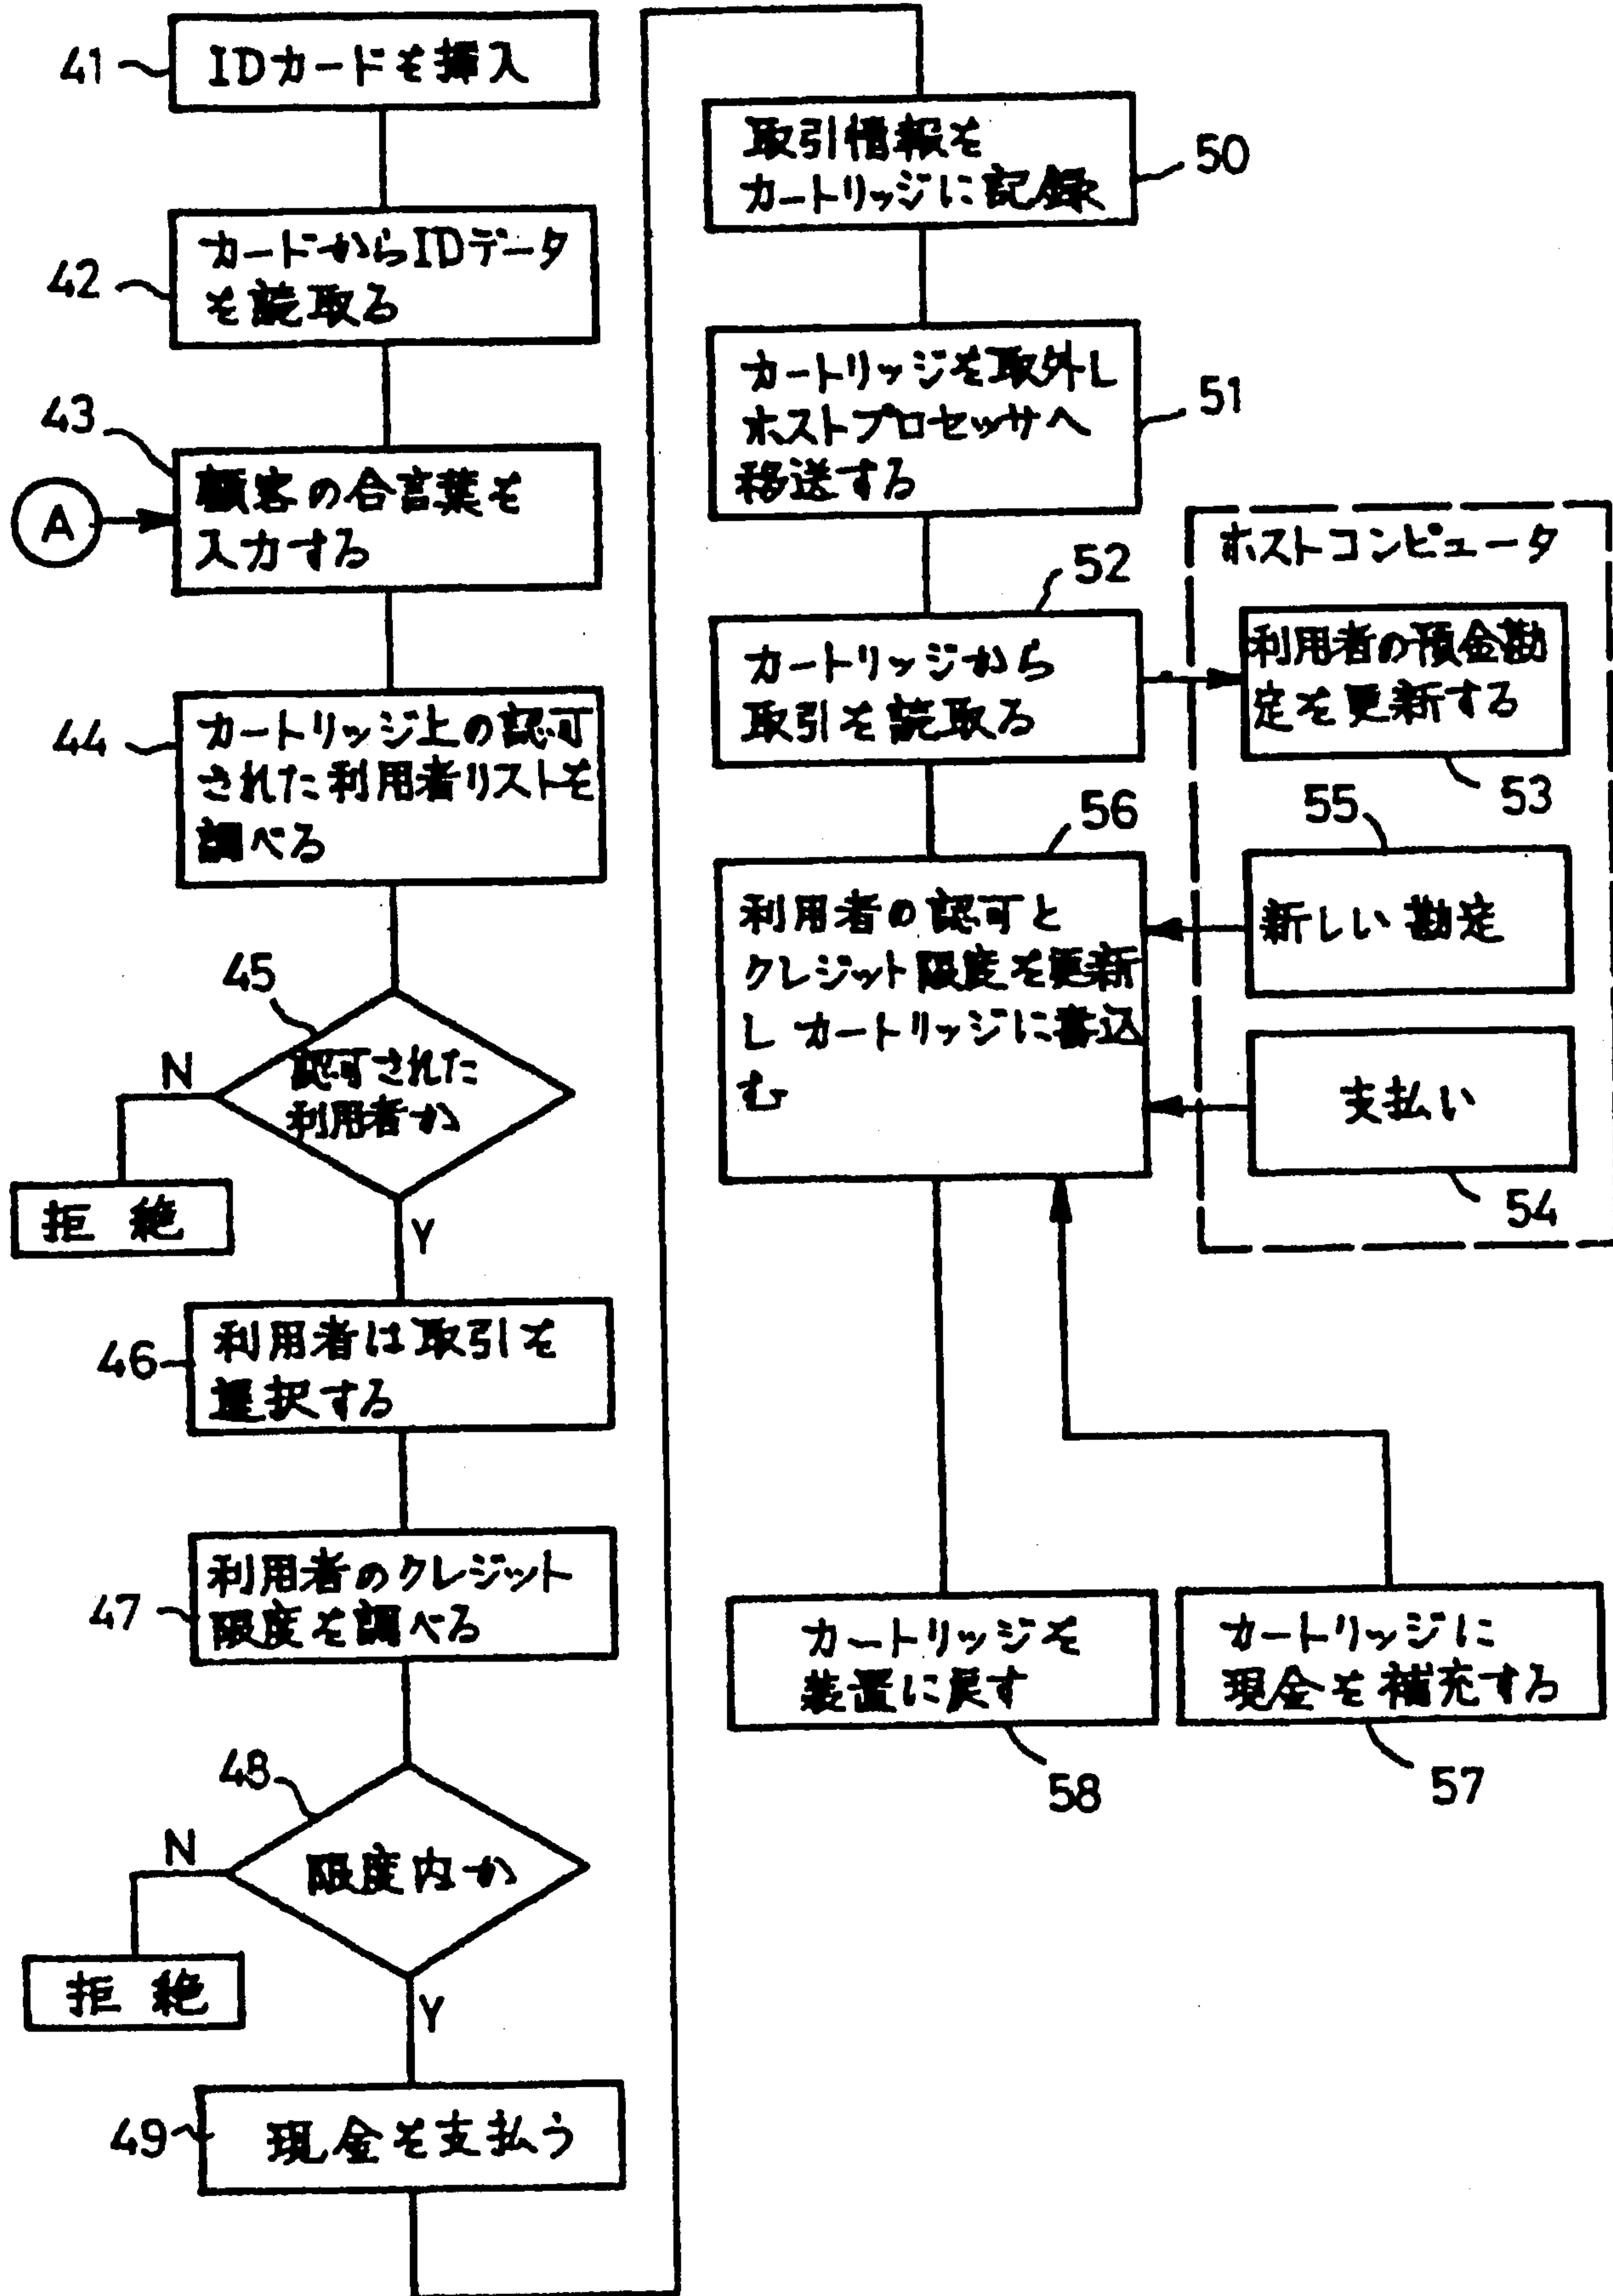 41
IDカードを挿入
42
カードからIDデータ
を読取る
43
A
顧客の合言葉を
入力する
44
カートリッジ上の認可
された利用者リストを
調べる
45
認可された
利用者か
N
拒絶
Y
46
利用者は取引を
選択する
47
利用者のクレジット
限度を調べる
48
限度内か
N
拒絶
Y
49
現金を支払う
50
取引情報を
カートリッジに記録
51
カートリッジを取外し
ホストプロセッサへ
移送する
52
カートリッジから
取引を読取る
ホストコンピュータ
利用者の預金勘
定を更新する
53
55
新しい勘定
支払い
54
56
利用者の認可と
クレジット限度を更新
しカートリッジに書込
む
カートリッジを
装置に戻す
58
カートリッジに
現金を補充する
57